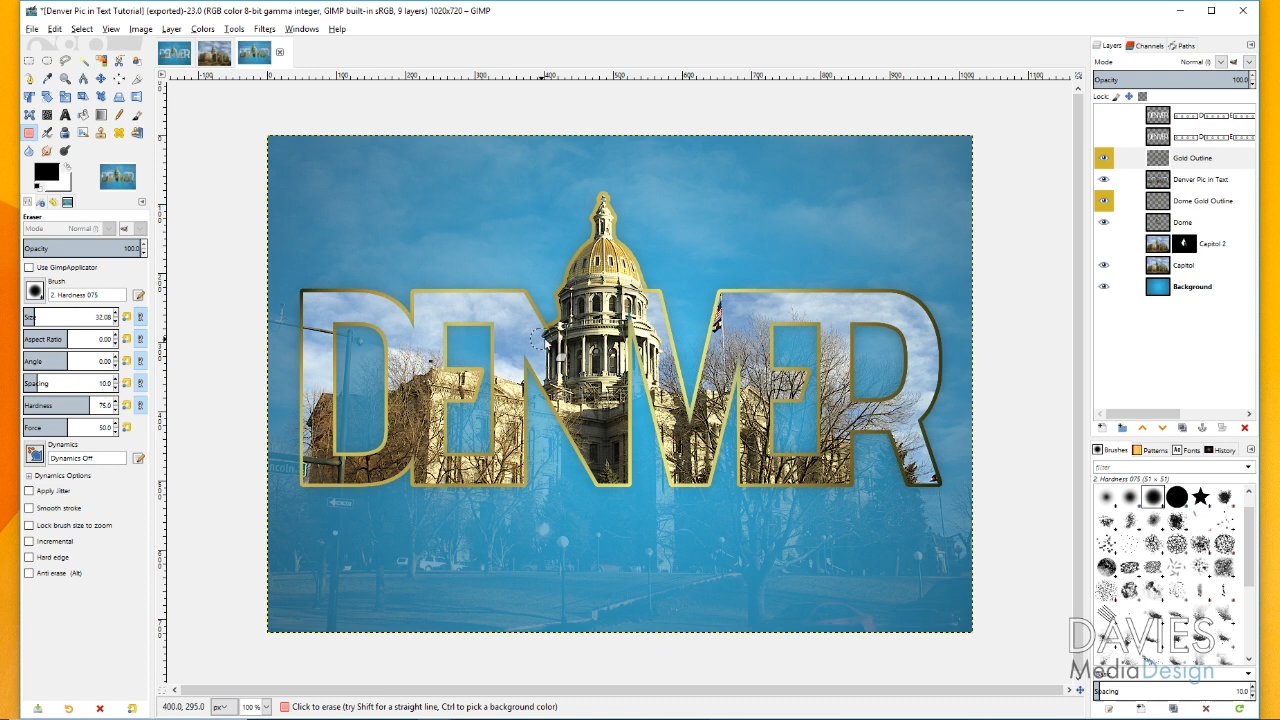 *[Denver Pic in Text Tutorial] (exported)-23.0 (RGB color 8-bit gamma integer, GIMP built-in sRGB, 9 layers) 1020x720 – GIMP
File Edit Select View Image Layer Colors Tools Filters Windows Help
Layers Channels Paths
Mode Normal (l)
Opacity 100.0
Lock:
Gold Outline
Denver Pic in Text
Dome Gold Outline
Dome
Capitol 2
Capitol
Background
Eraser
Mode Normal (l)
Opacity 100.0
Use GimpApplicator
Brush
2. Hardness 075
Size 32.08
Aspect Ratio 0.00
Angle 0.00
Spacing 10.0
Hardness 75.0
Force 50.0
Dynamics
Dynamics Off
Dynamics Options
Apply Jitter
Smooth stroke
Lock brush size to zoom
Incremental
Hard edge
Anti erase (Alt)
DENVER
Brushes Patterns Fonts History
filter
2. Hardness 075 (51 × 51)
DAVIES
MediaDesign
Spacing 10.0
400.0, 295.0 px 100 % Click to erase (try Shift for a straight line, Ctrl to pick a background color)